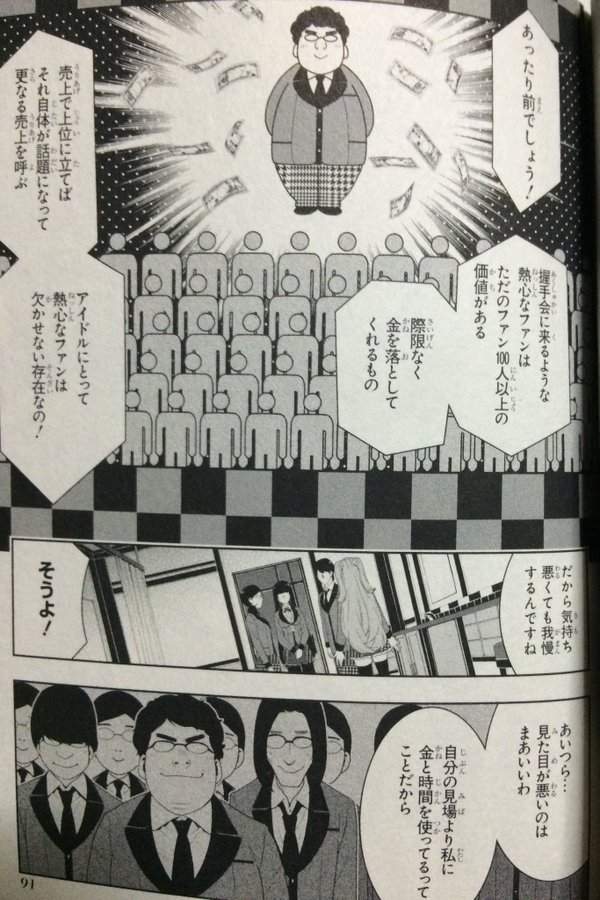 あったり前でしょう!
握手会に来るような
熱心なファンは
ただのファン100人以上の
価値がある
際限なく
金を落として
くれるもの
売上で上位に立てば
それ自体が話題になって
更なる売上を呼ぶ
アイドルにとって
熱心なファンは
欠かせない存在なの!
だから気持ち
悪くても我慢
するんですね
そうよ!
あいつら…
見た目が悪いのは
まあいいわ
自分の見場より私に
金と時間を使ってるって
ことだから
91